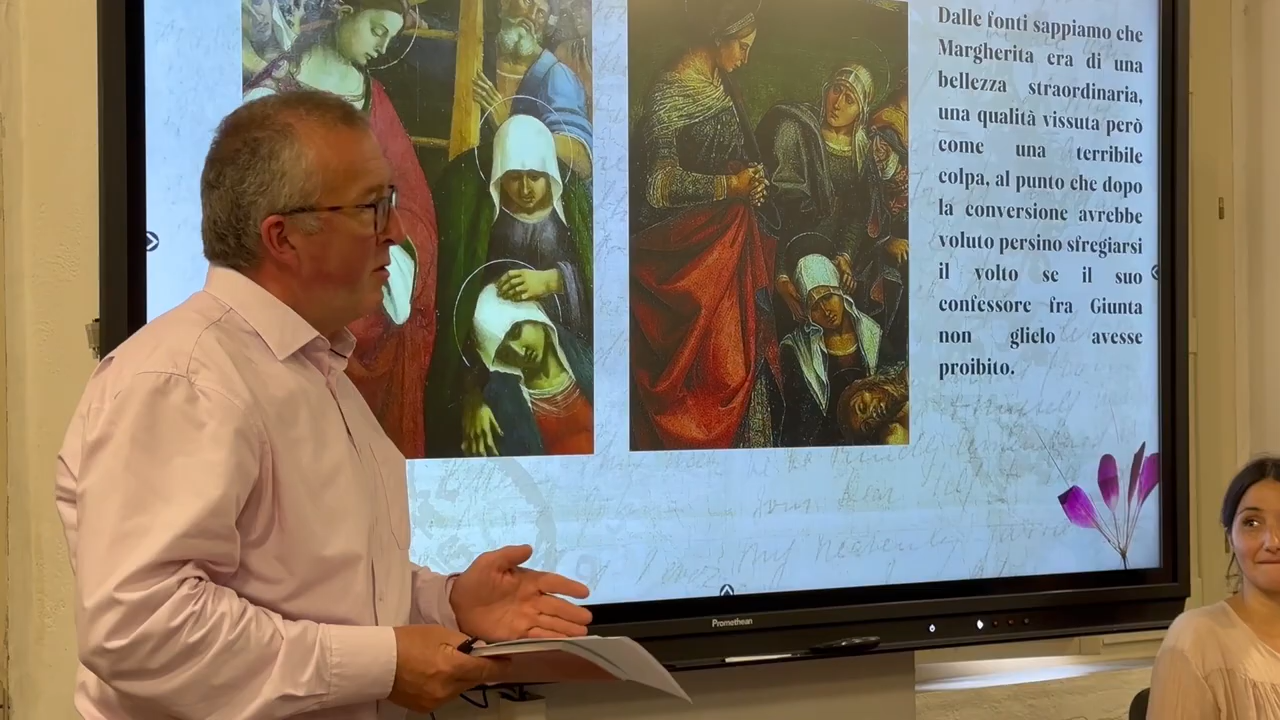 Dalle fonti sappiamo che
Margherita era di una
bellezza straordinaria,
una qualità vissuta però
come una terribile
colpa, al punto che dopo
la conversione avrebbe
voluto persino sfregiarsi
il volto se il suo
confessore fra Giunta
non glielo avesse
proibito.
Promethean